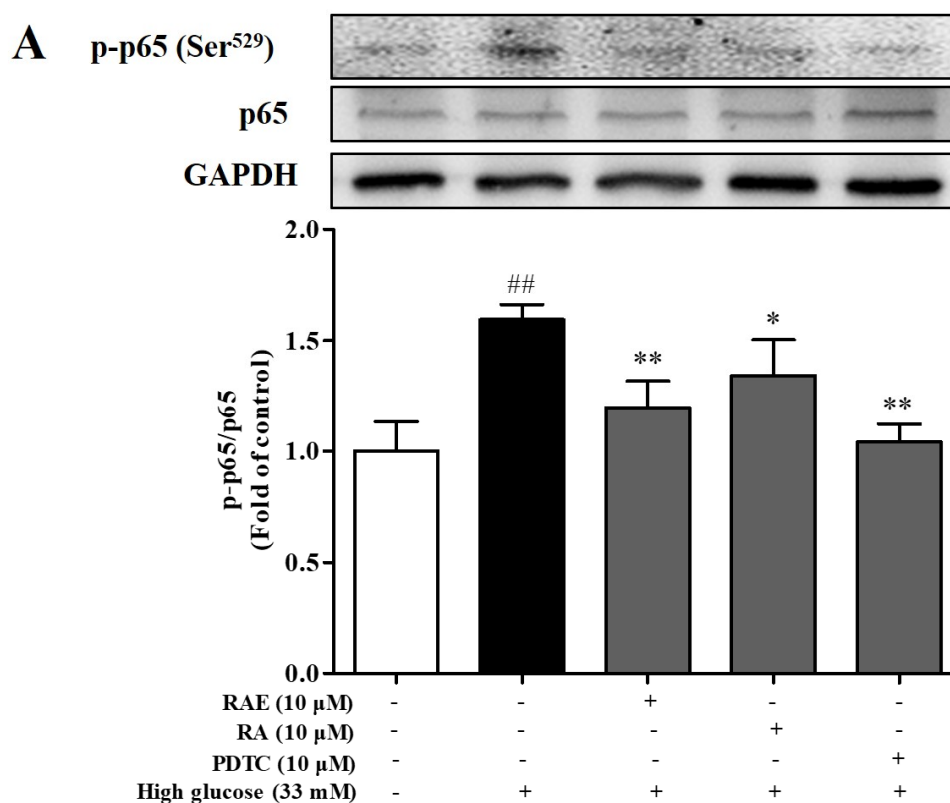 A
p-p65 (Ser⁵²⁹)
p65
GAPDH
2.0
1.5
1.0
0.5
0.0
p-p65/p65
(Fold of control)
##
**
*
**
RAE (10 µM) - - + - -
RA (10 µM) - - - + -
PDTC (10 µM) - - - - +
High glucose (33 mM) - + + + +